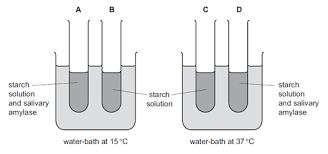 A B C D
starch
solution
and salivary
amylase
starch
solution
starch
solution
and salivary
amylase
water-bath at 15 °C
water-bath at 37 °C